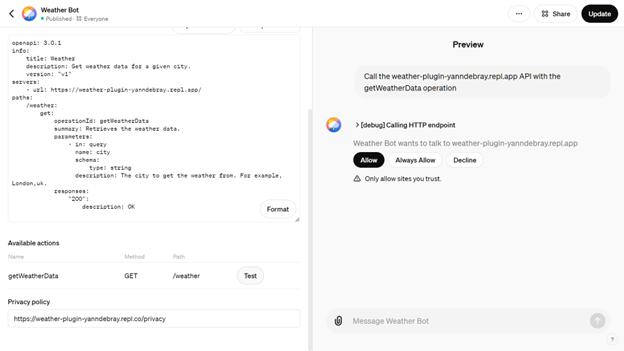 Weather Bot
Published · Everyone
Share
Update
openapi: 3.0.1
info:
title: Weather
description: Get weather data for a given city.
version: "v1"
servers:
- url: https://weather-plugin-yanndebray.repl.app/
paths:
/weather:
get:
operationId: getWeatherData
summary: Retrieves the weather data.
parameters:
- in: query
name: city
schema:
type: string
description: The city to get the weather from. For example,
London,uk.
responses:
"200":
description: OK
Format
Available actions
Name Method Path
getWeatherData GET /weather Test
Privacy policy
https://weather-plugin-yanndebray.repl.co/privacy
Preview
Call the weather-plugin-yanndebray.repl.app API with the
getWeatherData operation
[debug] Calling HTTP endpoint
Weather Bot wants to talk to weather-plugin-yanndebray.repl.app
Allow Always Allow Decline
Only allow sites you trust.
Message Weather Bot
?